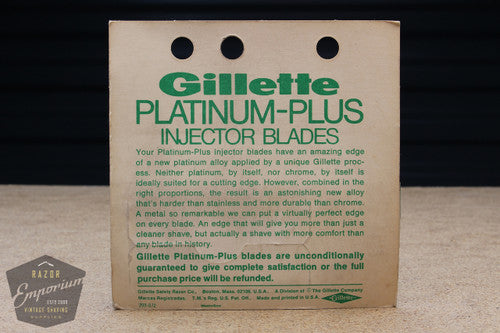 Gillette
PLATINUM-PLUS
INJECTOR BLADES
Your Platinum-Plus injector blades have an amazing edge
of a new platinum alloy applied by a unique Gillette proc-
ess. Neither platinum, by itself, nor chrome, by itself is
ideally suited for a cutting edge. However, combined in the
right proportions, the result is an astonishing new alloy
that's harder than stainless and more durable than chrome.
A metal so remarkable we can put a virtually perfect edge
on every blade. An edge that will give you more than just a
cleaner shave, but actually a shave with more comfort than
any blade in history.
Gillette Platinum-Plus blades are unconditionally
guaranteed to give complete satisfaction or the full
purchase price will be refunded.
Gillette Safety Razor Co., Boston, Mass. 02106, U.S.A. A Division of © The Gillette Company
Marcas Registradas. T.M.'s Reg. U.S. Pat. Off. Made and printed in U.S.A.
Gillette
RAZOR
Emporium
ESTD 2009
VINTAGE SHAVING
SUPPLIES